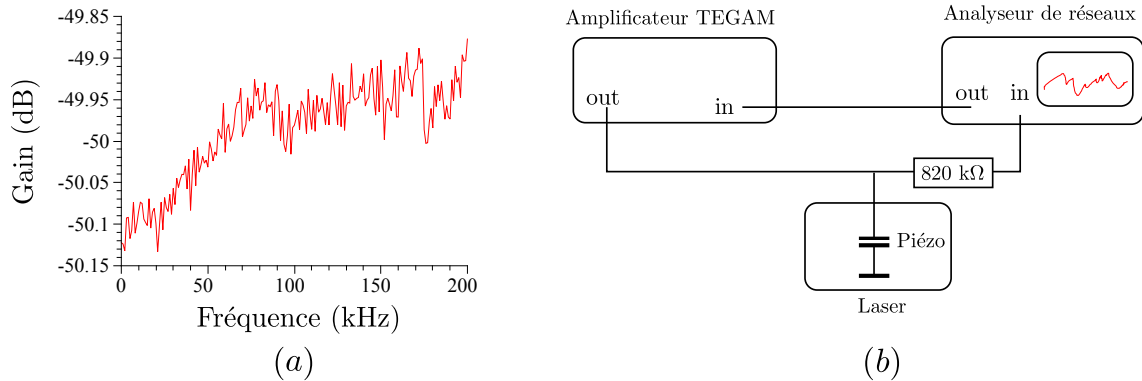 -49.85
-49.9
-49.95
-50
-50.05
-50.1
-50.15
Gain (dB)
0 50 100 150 200
Fréquence (kHz)
(a)
Amplificateur TEGAM
Analyseur de réseaux
out
in
out
in
820 kΩ
Piézo
Laser
(b)